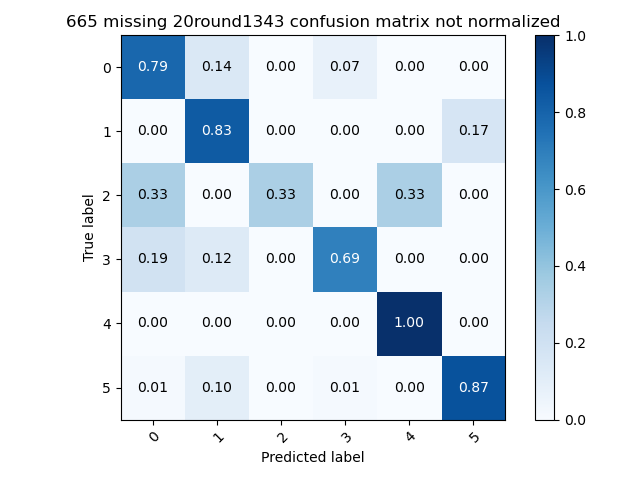 665 missing 20round1343 confusion matrix not normalized
True label
0 0.79 0.14 0.00 0.07 0.00 0.00
1 0.00 0.83 0.00 0.00 0.00 0.17
2 0.33 0.00 0.33 0.00 0.33 0.00
3 0.19 0.12 0.00 0.69 0.00 0.00
4 0.00 0.00 0.00 0.00 1.00 0.00
5 0.01 0.10 0.00 0.01 0.00 0.87
0 1 2 3 4 5
Predicted label
1.0
0.8
0.6
0.4
0.2
0.0